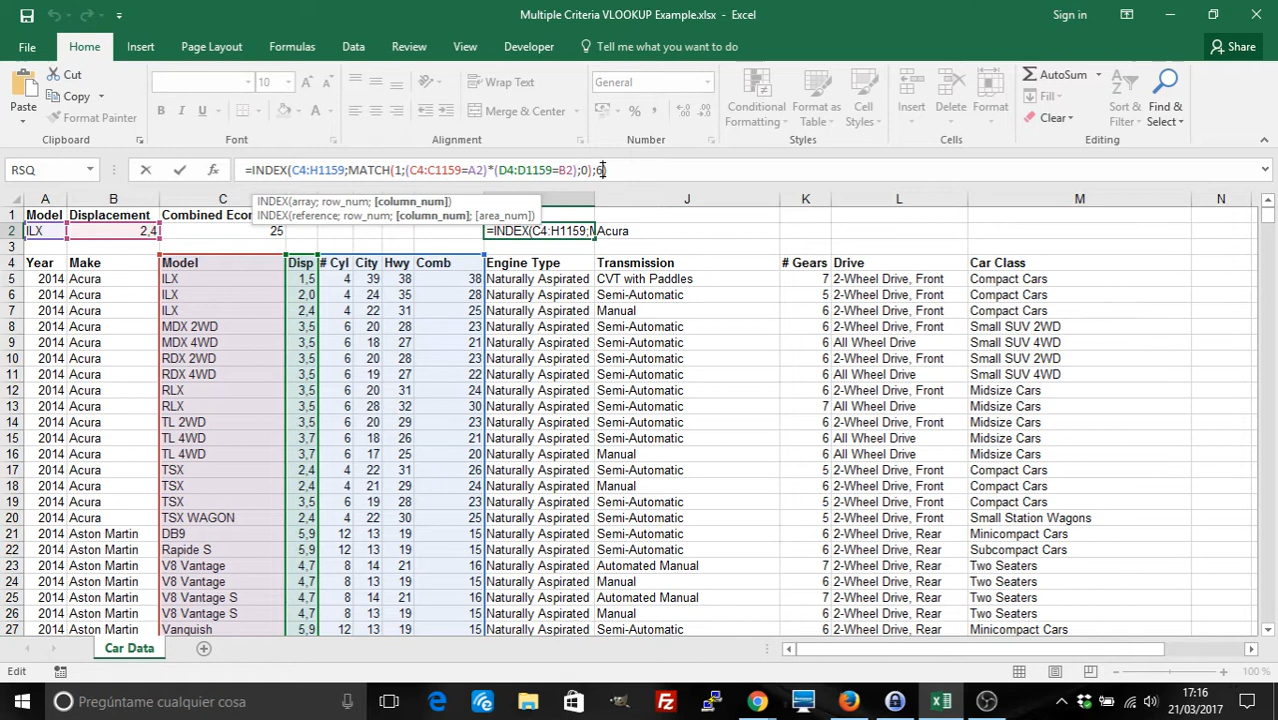 Multiple Criteria VLOOKUP Example.xlsx - Excel
Sign in
File Home Insert Page Layout Formulas Data Review View Developer Tell me what you want to do Share
Paste Cut Copy Format Painter
10 Wrap Text Merge & Center
General
Conditional Formatting Format as Table Cell Styles
Insert Delete Format
AutoSum Fill Clear
Sort & Filter Find & Select
Clipboard Font Alignment Number Styles Cells Editing
RSQ =INDEX(C4:H1159;MATCH(1;(C4:C1159=A2)*(D4:D1159=B2);0);6)
INDEX(array; row_num; [column_num])
INDEX(reference; row_num; [column_num]; [area_num])
A B J K L M N
1 Model Displacement Combined Econ
2 ILX 2,4 25 =INDEX(C4:H1159;M Acura
3
4 Year Make Model Disp # Cyl City Hwy Comb Engine Type Transmission # Gears Drive Car Class
5 2014 Acura ILX 1,5 4 39 38 38 Naturally Aspirated CVT with Paddles 7 2-Wheel Drive, Front Compact Cars
6 2014 Acura ILX 2,0 4 24 35 28 Naturally Aspirated Semi-Automatic 5 2-Wheel Drive, Front Compact Cars
7 2014 Acura ILX 2,4 4 22 31 25 Naturally Aspirated Manual 6 2-Wheel Drive, Front Compact Cars
8 2014 Acura MDX 2WD 3,5 6 20 28 23 Naturally Aspirated Semi-Automatic 6 2-Wheel Drive, Front Small SUV 2WD
9 2014 Acura MDX 4WD 3,5 6 18 27 21 Naturally Aspirated Semi-Automatic 6 All Wheel Drive Small SUV 4WD
10 2014 Acura RDX 2WD 3,5 6 20 28 23 Naturally Aspirated Semi-Automatic 6 2-Wheel Drive, Front Small SUV 2WD
11 2014 Acura RDX 4WD 3,5 6 19 27 22 Naturally Aspirated Semi-Automatic 6 All Wheel Drive Small SUV 4WD
12 2014 Acura RLX 3,5 6 20 31 24 Naturally Aspirated Semi-Automatic 6 2-Wheel Drive, Front Midsize Cars
13 2014 Acura RLX 3,5 6 28 32 30 Naturally Aspirated Semi-Automatic 7 All Wheel Drive Midsize Cars
14 2014 Acura TL 2WD 3,5 6 20 29 23 Naturally Aspirated Semi-Automatic 6 2-Wheel Drive, Front Midsize Cars
15 2014 Acura TL 4WD 3,7 6 18 26 21 Naturally Aspirated Semi-Automatic 6 All Wheel Drive Midsize Cars
16 2014 Acura TL 4WD 3,7 6 17 25 20 Naturally Aspirated Manual 6 All Wheel Drive Midsize Cars
17 2014 Acura TSX 2,4 4 22 31 26 Naturally Aspirated Semi-Automatic 5 2-Wheel Drive, Front Compact Cars
18 2014 Acura TSX 2,4 4 21 29 24 Naturally Aspirated Manual 6 2-Wheel Drive, Front Compact Cars
19 2014 Acura TSX 3,5 6 19 28 23 Naturally Aspirated Semi-Automatic 5 2-Wheel Drive, Front Compact Cars
20 2014 Acura TSX WAGON 2,4 4 22 30 25 Naturally Aspirated Semi-Automatic 5 2-Wheel Drive, Front Small Station Wagons
21 2014 Aston Martin DB9 5,9 12 13 19 15 Naturally Aspirated Semi-Automatic 6 2-Wheel Drive, Rear Minicompact Cars
22 2014 Aston Martin Rapide S 5,9 12 13 19 15 Naturally Aspirated Semi-Automatic 6 2-Wheel Drive, Rear Subcompact Cars
23 2014 Aston Martin V8 Vantage 4,7 8 14 21 16 Naturally Aspirated Automated Manual 7 2-Wheel Drive, Rear Two Seaters
24 2014 Aston Martin V8 Vantage 4,7 8 13 19 15 Naturally Aspirated Manual 6 2-Wheel Drive, Rear Two Seaters
25 2014 Aston Martin V8 Vantage S 4,7 8 14 21 16 Naturally Aspirated Automated Manual 7 2-Wheel Drive, Rear Two Seaters
26 2014 Aston Martin V8 Vantage S 4,7 8 13 19 15 Naturally Aspirated Manual 6 2-Wheel Drive, Rear Two Seaters
27 2014 Aston Martin Vanquish 5,9 12 13 19 15 Naturally Aspirated Semi-Automatic 6 2-Wheel Drive, Rear Minicompact Cars
Car Data
Edit 100 %
Pregúntame cualquier cosa 17:16
21/03/2017